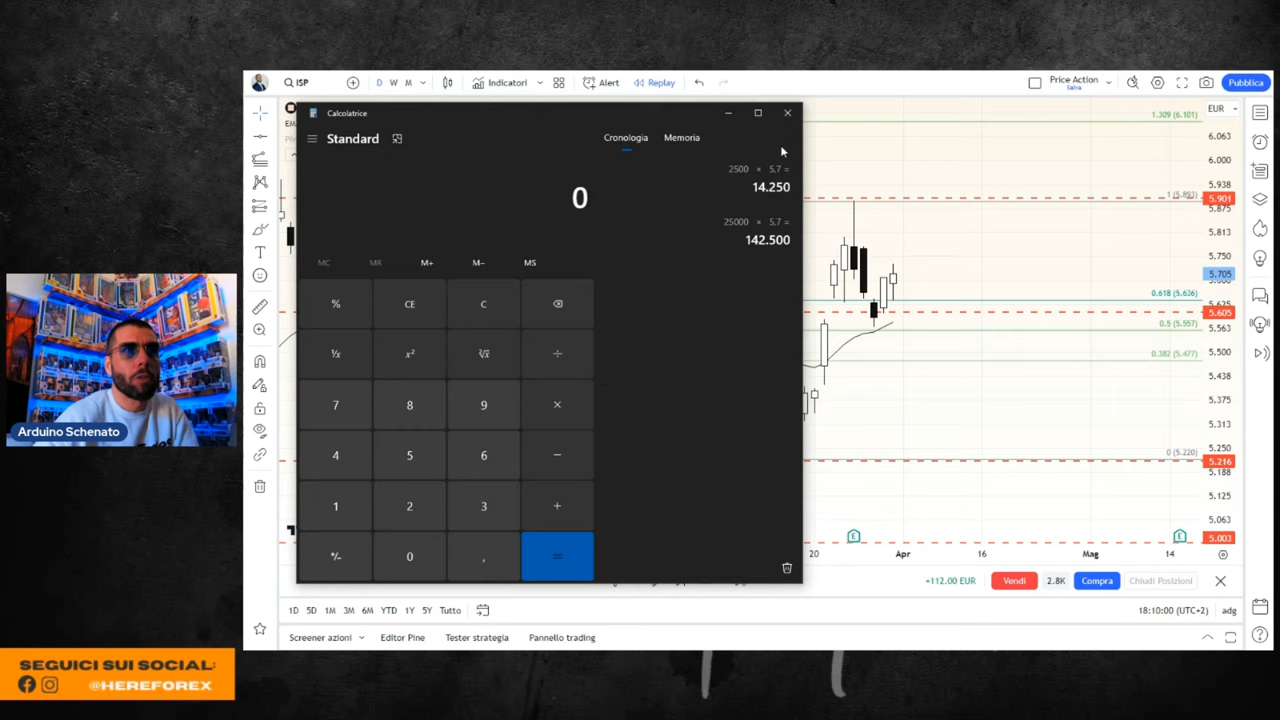 ISP
D W M
Indicatori
Alert
Replay
Price Action
Salva
Pubblica
Calcolatrice
Standard
Cronologia
Memoria
2500 × 5,7 =
14.250
25000 × 5,7 =
142.500
0
MC MR M+ M- MS
% CE C
¹/x x² ²√x ÷
7 8 9 ×
4 5 6 −
1 2 3 +
+/− 0 , =
EUR
1.309 (6.101)
6.063
6.000
5.938
1 (5.893)
5.901
5.875
5.813
5.750
5.705
0.618 (5.636)
5.625
5.605
5.563
0.5 (5.557)
5.500
0.382 (5.477)
5.438
5.375
5.313
5.250
0 (5.220)
5.216
5.188
5.125
5.063
5.003
20 Apr 16 Mag 14
E
E
+112.00 EUR
Vendi
2.8K
Compra
Chiudi Posizioni
1D 5D 1M 3M 6M YTD 1Y 5Y Tutto
18:10:00 (UTC+2)
adg
Screener azioni
Editor Pine
Tester strategia
Pannello trading
Arduino Schenato
SEGUICI SUI SOCIAL:
@HEREFOREX